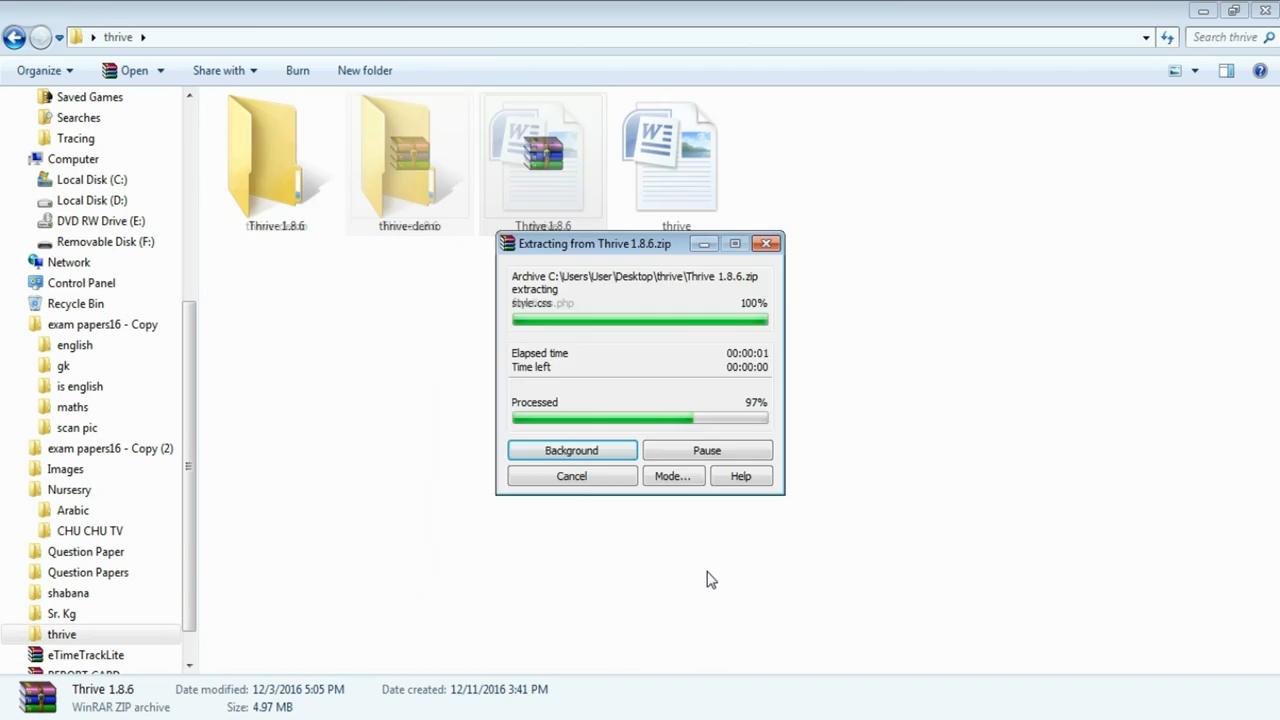 thrive
Search thrive
Organize
Open
Share with
Burn
New folder
Saved Games
Searches
Tracing
Computer
Local Disk (C:)
Local Disk (D:)
DVD RW Drive (E:)
Removable Disk (F:)
Network
Control Panel
Recycle Bin
exam papers16 - Copy
english
gk
is english
maths
scan pic
exam papers16 - Copy (2)
Images
Nursesry
Arabic
CHU CHU TV
Question Paper
Question Papers
shabana
Sr. Kg
thrive
eTimeTrackLite
REPORT CARD
Thrive 1.8.6
thrive-demo
Thrive 1.8.6
thrive
Extracting from Thrive 1.8.6.zip
Archive C:\Users\User\Desktop\thrive\Thrive 1.8.6.zip
extracting
style.css 100%
Elapsed time 00:00:01
Time left 00:00:00
Processed 97%
Background
Pause
Cancel
Mode...
Help
Thrive 1.8.6 Date modified: 12/3/2016 5:05 PM Date created: 12/11/2016 3:41 PM
WinRAR ZIP archive Size: 4.97 MB